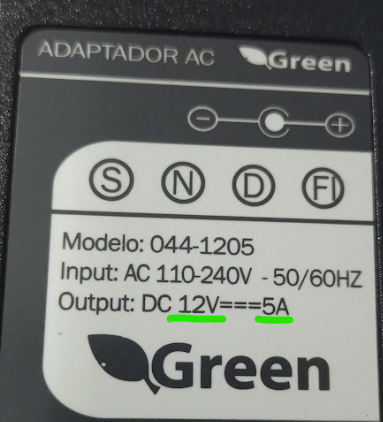 ADAPTADOR AC Green
S N D FI
Modelo: 044-1205
Input: AC 110-240V - 50/60HZ
Output: DC 12V===5A
Green